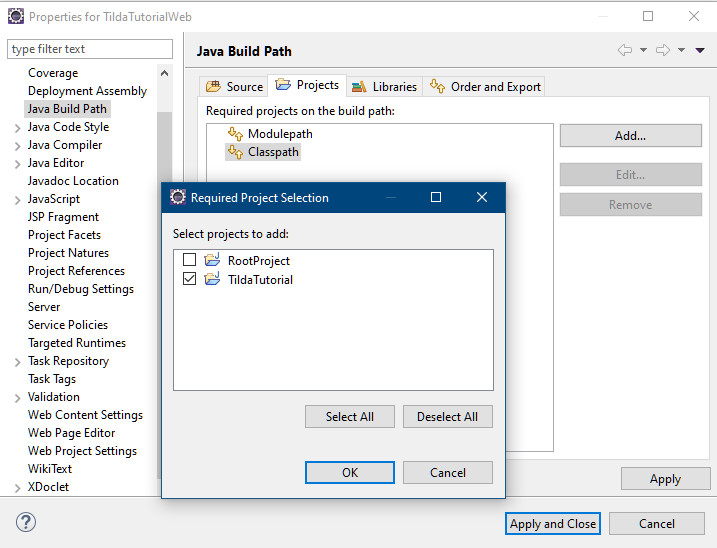 Properties for TildaTutorialWeb
type filter text
Coverage
Deployment Assembly
Java Build Path
Java Code Style
Java Compiler
Java Editor
Javadoc Location
JavaScript
JSP Fragment
Project Facets
Project Natures
Project References
Run/Debug Settings
Server
Service Policies
Targeted Runtimes
Task Repository
Task Tags
Validation
Web Content Settings
Web Page Editor
Web Project Settings
WikiText
XDoclet
Java Build Path
Source
Projects
Libraries
Order and Export
Required projects on the build path:
Modulepath
Classpath
Add...
Edit...
Remove
Required Project Selection
Select projects to add:
RootProject
TildaTutorial
Select All
Deselect All
OK
Cancel
Apply
?
Apply and Close
Cancel